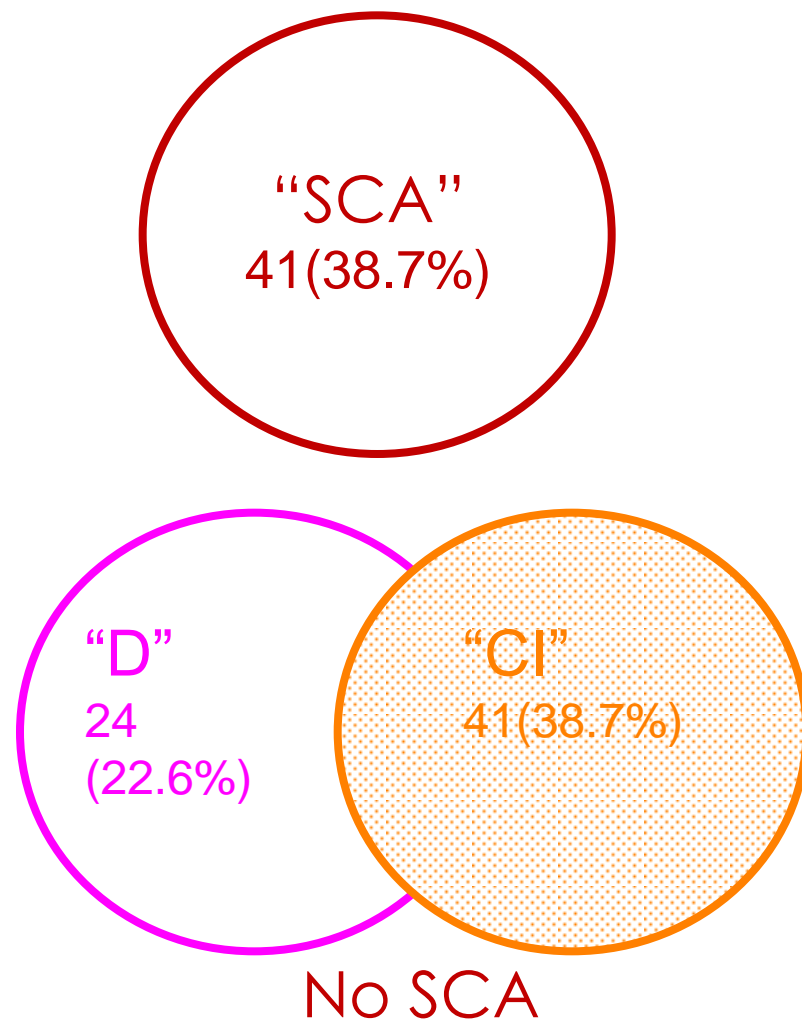 “SCA”
41(38.7%)
“D”
24
(22.6%)
“CI”
41(38.7%)
No SCA